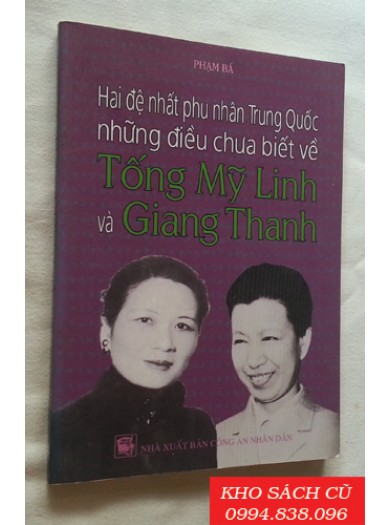 PHẠM BÁ
Hai đệ nhất phu nhân Trung Quốc
những điều chưa biết về
Tống Mỹ Linh
và Giang Thanh
NHÀ XUẤT BẢN CÔNG AN NHÂN DÂN
KHO SÁCH CŨ
0994.838.096